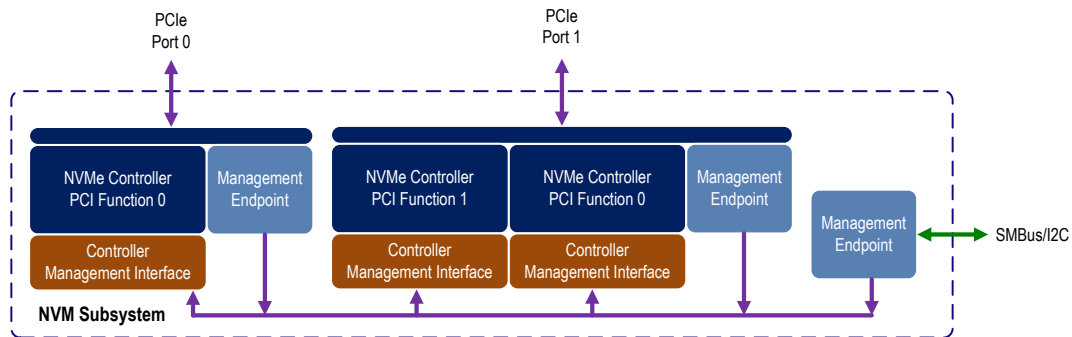 PCIe
Port 0
PCIe
Port 1
NVMe Controller
PCI Function 0
Management
Endpoint
NVMe Controller
PCI Function 1
NVMe Controller
PCI Function 0
Management
Endpoint
Management
Endpoint
SMBus/I2C
Controller
Management Interface
Controller
Management Interface
Controller
Management Interface
NVM Subsystem